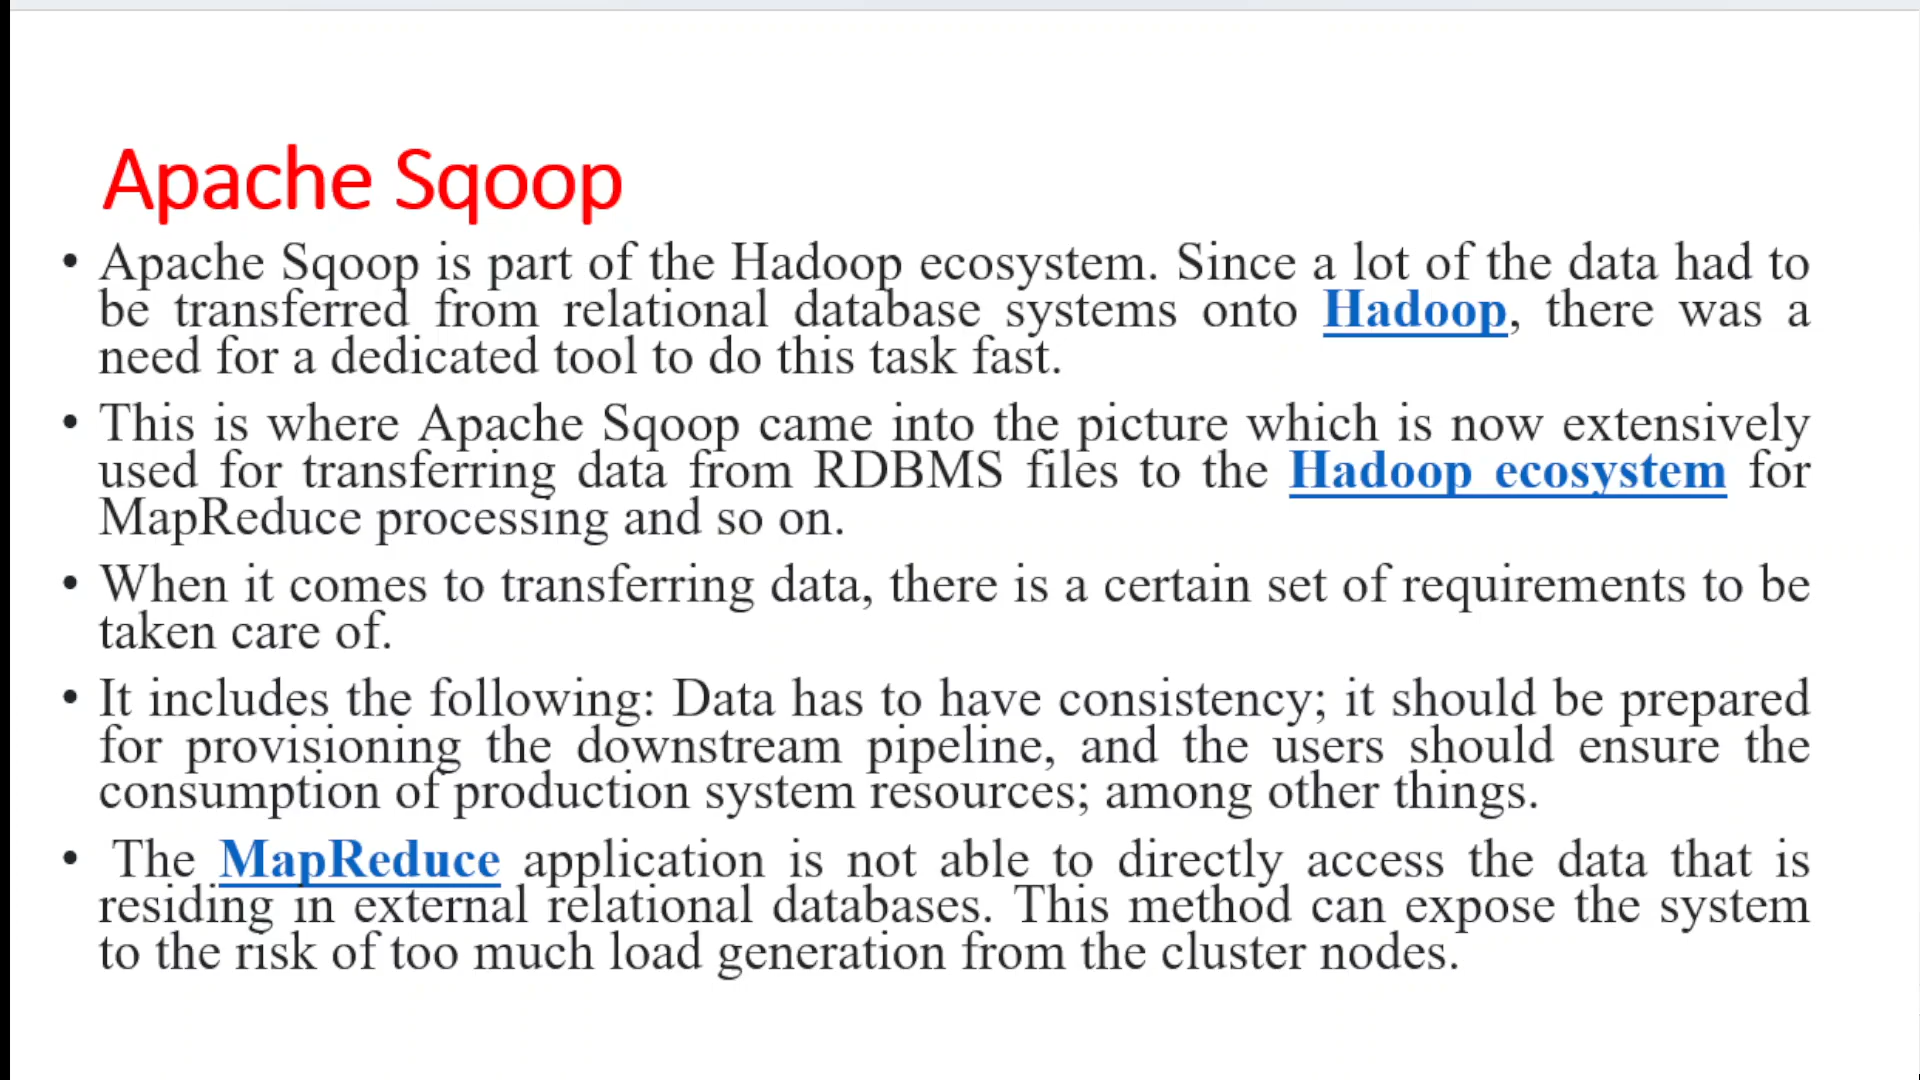 Apache Sqoop
• Apache Sqoop is part of the Hadoop ecosystem. Since a lot of the data had to
be transferred from relational database systems onto Hadoop, there was a
need for a dedicated tool to do this task fast.
• This is where Apache Sqoop came into the picture which is now extensively
used for transferring data from RDBMS files to the Hadoop ecosystem for
MapReduce processing and so on.
• When it comes to transferring data, there is a certain set of requirements to be
taken care of.
• It includes the following: Data has to have consistency; it should be prepared
for provisioning the downstream pipeline, and the users should ensure the
consumption of production system resources; among other things.
• The MapReduce application is not able to directly access the data that is
residing in external relational databases. This method can expose the system
to the risk of too much load generation from the cluster nodes.